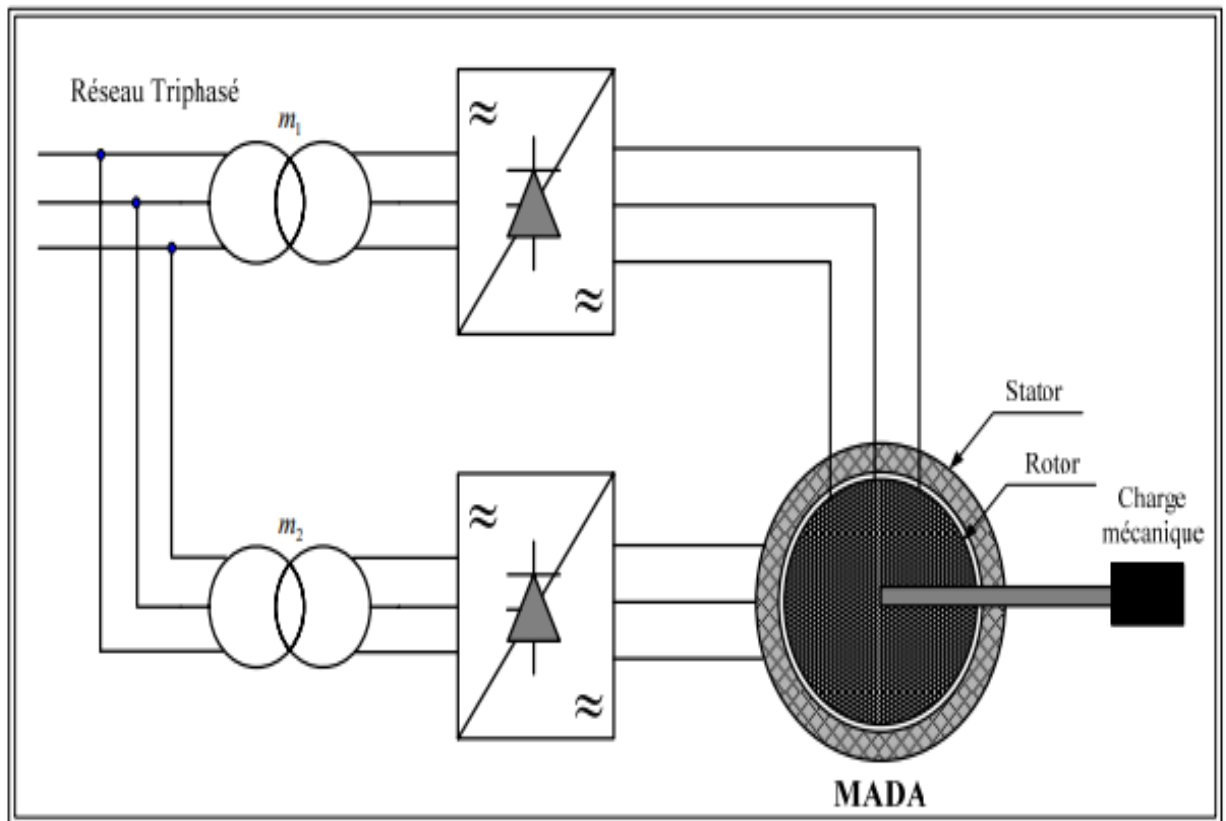 Réseau Triphasé
m₁
≈
≈
Stator
Rotor
Charge
mécanique
m₂
≈
≈
MADA